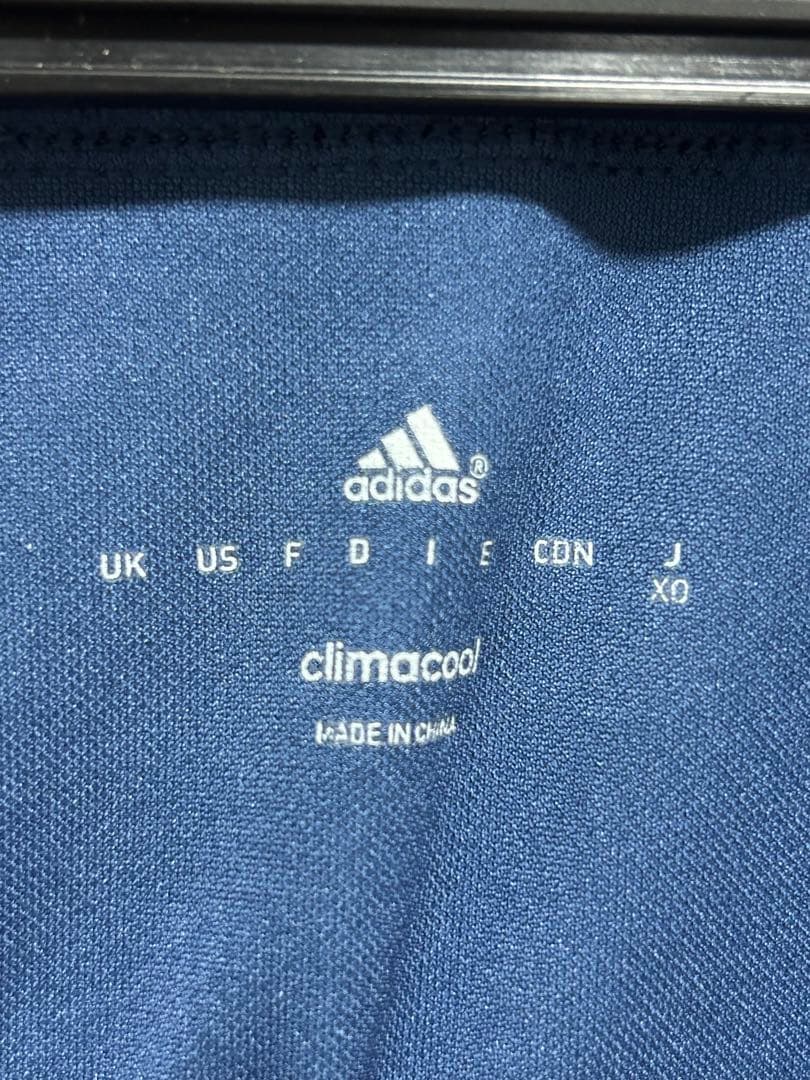 adidas®
UK US F D I E CDN J
XO
climacool
MADE IN CHINA